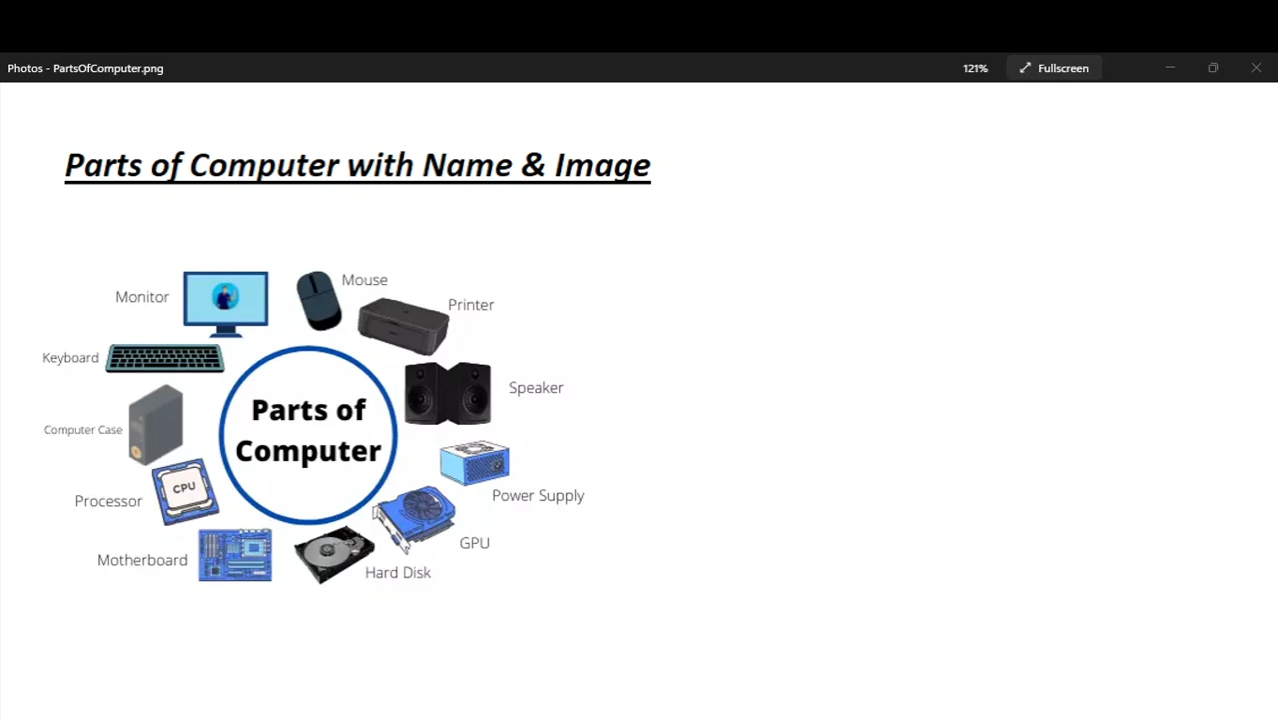 Photos - PartsOfComputer.png
121%
Fullscreen
Parts of Computer with Name & Image
Monitor
Mouse
Printer
Keyboard
Speaker
Parts of
Computer
Computer Case
CPU
Processor
Power Supply
GPU
Motherboard
Hard Disk